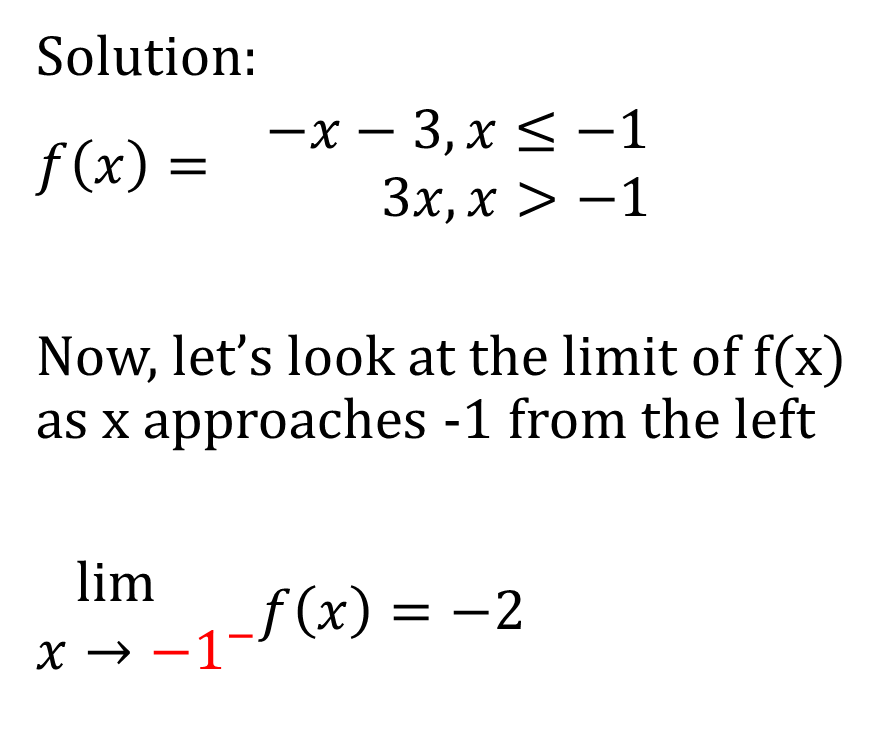 Solution:
−x − 3, x ≤ −1
f(x) =
3x, x > −1
Now, let’s look at the limit of f(x)
as x approaches -1 from the left
lim
f(x) = −2
x → −1⁻